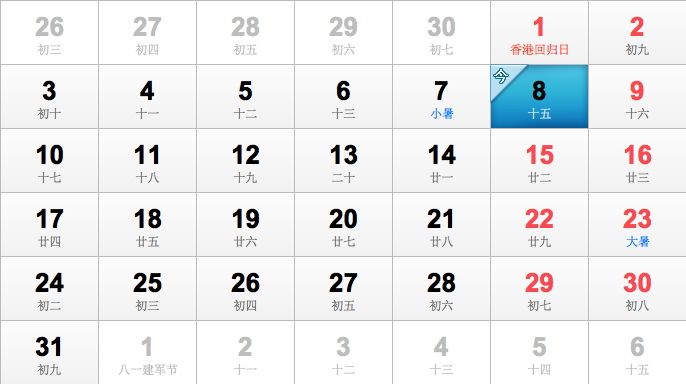 26 27 28 29 30 1 2
初三 初四 初五 初六 初七 香港回归日 初九
今
3 4 5 6 7 8 9
初十 十一 十二 十三 小暑 十五 十六
10 11 12 13 14 15 16
十七 十八 十九 二十 廿一 廿二 廿三
17 18 19 20 21 22 23
廿四 廿五 廿六 廿七 廿八 廿九 大暑
24 25 26 27 28 29 30
初二 初三 初四 初五 初六 初七 初八
31 1 2 3 4 5 6
初九 八一建军节 十一 十二 十三 十四 十五